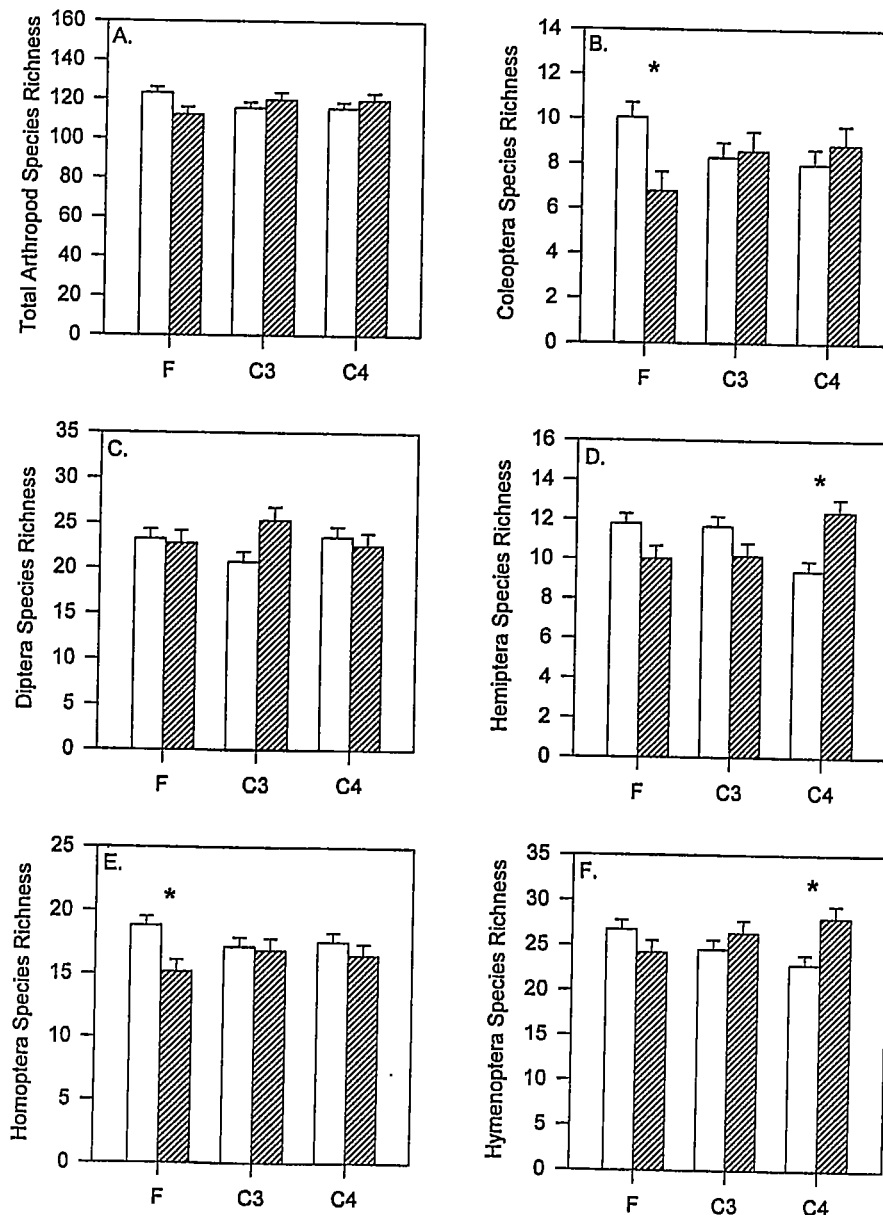 A.
Total Arthropod Species Richness
160
140
120
100
80
60
40
20
0
F C3 C4
B.
*
Coleoptera Species Richness
14
12
10
8
6
4
2
0
F C3 C4
C.
Diptera Species Richness
35
30
25
20
15
10
5
0
F C3 C4
D.
*
Hemiptera Species Richness
16
14
12
10
8
6
4
2
0
F C3 C4
E.
*
Homoptera Species Richness
25
20
15
10
5
0
F C3 C4
F.
*
Hymenoptera Species Richness
35
30
25
20
15
10
5
0
F C3 C4